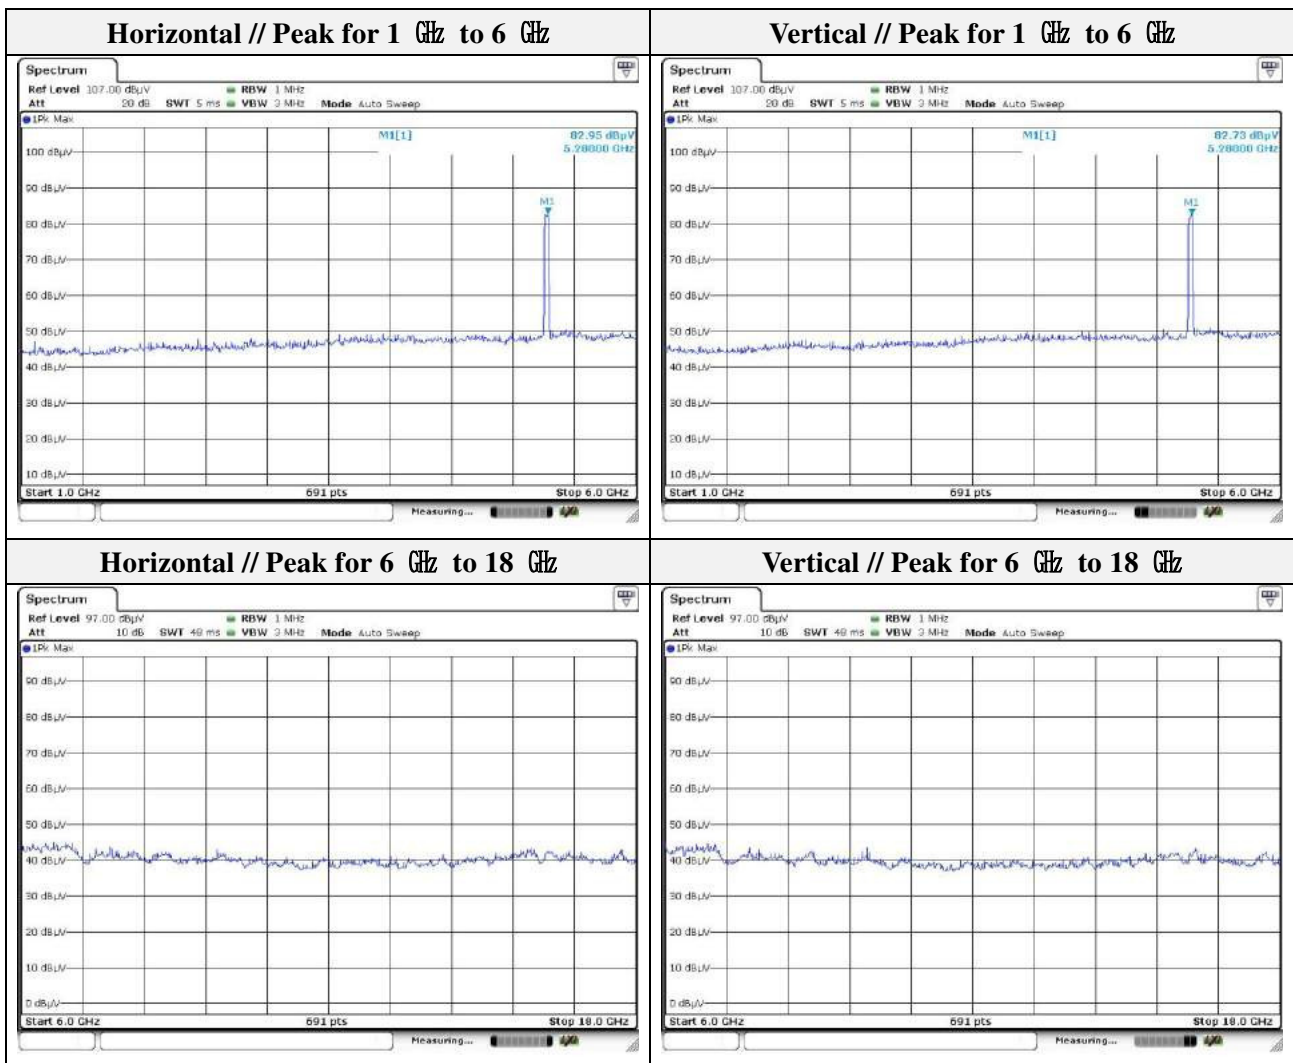 Horizontal // Peak for 1 ㎓ to 6 ㎓
Vertical // Peak for 1 ㎓ to 6 ㎓
Spectrum
Ref Level 107.00 dBµV RBW 1 MHz
Att 20 dB SWT 5 ms VBW 3 MHz Mode Auto Sweep
1Pk Max
M1[1] 82.95 dBµV
5.28000 GHz
M1
100 dBµV
90 dBµV
80 dBµV
70 dBµV
60 dBµV
50 dBµV
40 dBµV
30 dBµV
20 dBµV
10 dBµV
Start 1.0 GHz 691 pts Stop 6.0 GHz
Measuring...
Spectrum
Ref Level 107.00 dBµV RBW 1 MHz
Att 20 dB SWT 5 ms VBW 3 MHz Mode Auto Sweep
1Pk Max
M1[1] 82.73 dBµV
5.28000 GHz
M1
100 dBµV
90 dBµV
80 dBµV
70 dBµV
60 dBµV
50 dBµV
40 dBµV
30 dBµV
20 dBµV
10 dBµV
Start 1.0 GHz 691 pts Stop 6.0 GHz
Measuring...
Horizontal // Peak for 6 ㎓ to 18 ㎓
Vertical // Peak for 6 ㎓ to 18 ㎓
Spectrum
Ref Level 97.00 dBµV RBW 1 MHz
Att 10 dB SWT 48 ms VBW 3 MHz Mode Auto Sweep
1Pk Max
90 dBµV
80 dBµV
70 dBµV
60 dBµV
50 dBµV
40 dBµV
30 dBµV
20 dBµV
10 dBµV
0 dBµV
Start 6.0 GHz 691 pts Stop 18.0 GHz
Measuring...
Spectrum
Ref Level 97.00 dBµV RBW 1 MHz
Att 10 dB SWT 48 ms VBW 3 MHz Mode Auto Sweep
1Pk Max
90 dBµV
80 dBµV
70 dBµV
60 dBµV
50 dBµV
40 dBµV
30 dBµV
20 dBµV
10 dBµV
0 dBµV
Start 6.0 GHz 691 pts Stop 18.0 GHz
Measuring...